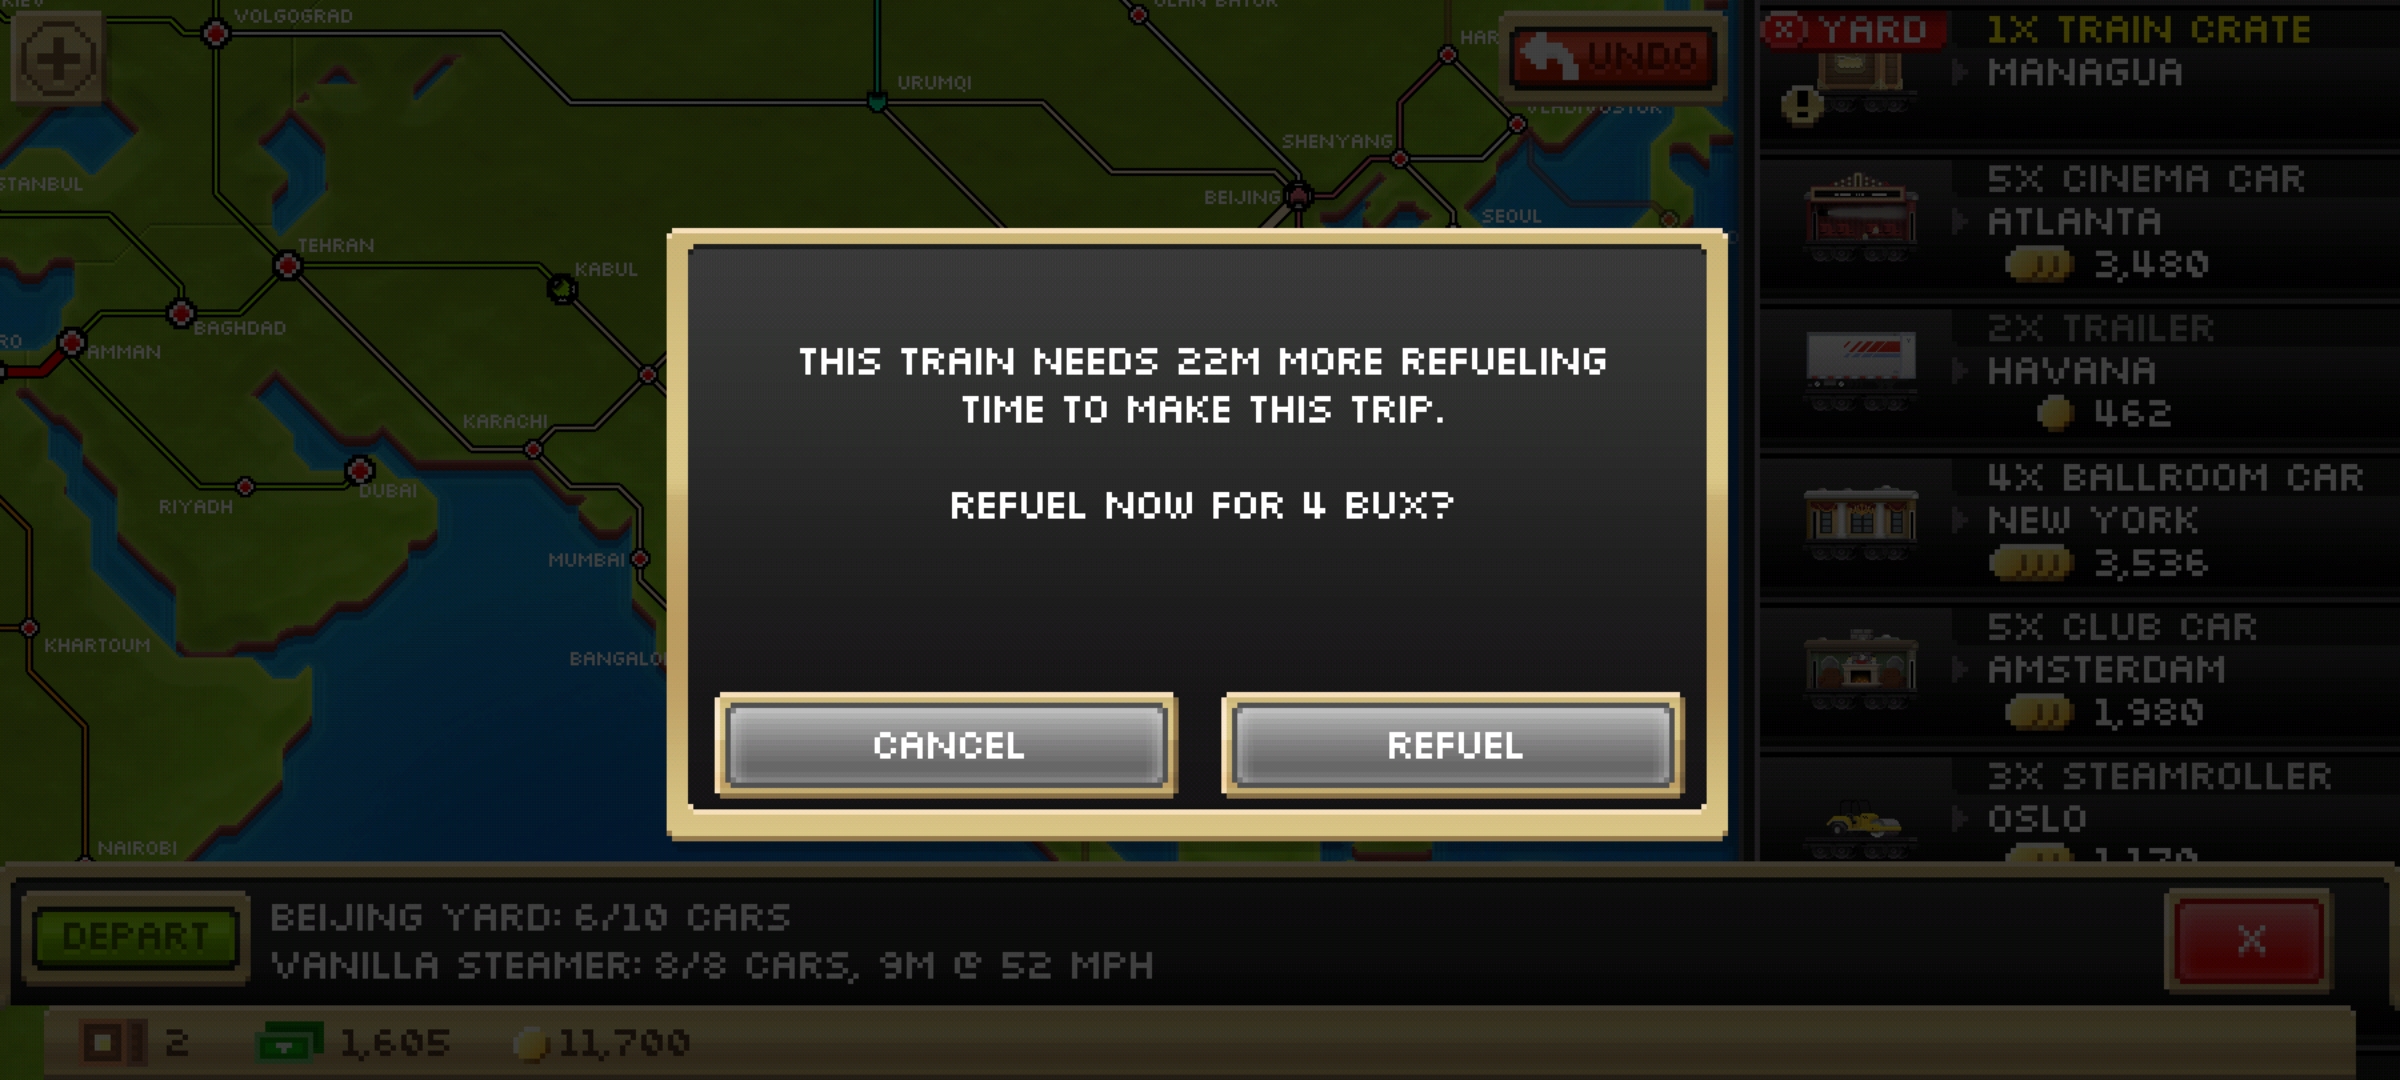 VOLGOGRAD
UNDO
URUMQI
SHENYANG
BEIJING
SEOUL
TEHRAN
KABUL
BAGHDAD
AMMAN
KARACHI
RIYADH
DUBAI
MUMBAI
KHARTOUM
NAIROBI
YARD
1X TRAIN CRATE
MANAGUA
5X CINEMA CAR
ATLANTA
3,480
2X TRAILER
HAVANA
462
4X BALLROOM CAR
NEW YORK
3,536
5X CLUB CAR
AMSTERDAM
1,980
3X STEAMROLLER
OSLO
THIS TRAIN NEEDS 22M MORE REFUELING
TIME TO MAKE THIS TRIP.
REFUEL NOW FOR 4 BUX?
CANCEL
REFUEL
DEPART
BEIJING YARD: 6/10 CARS
VANILLA STEAMER: 8/8 CARS, 9M @ 52 MPH
X
2
1,605
11,700